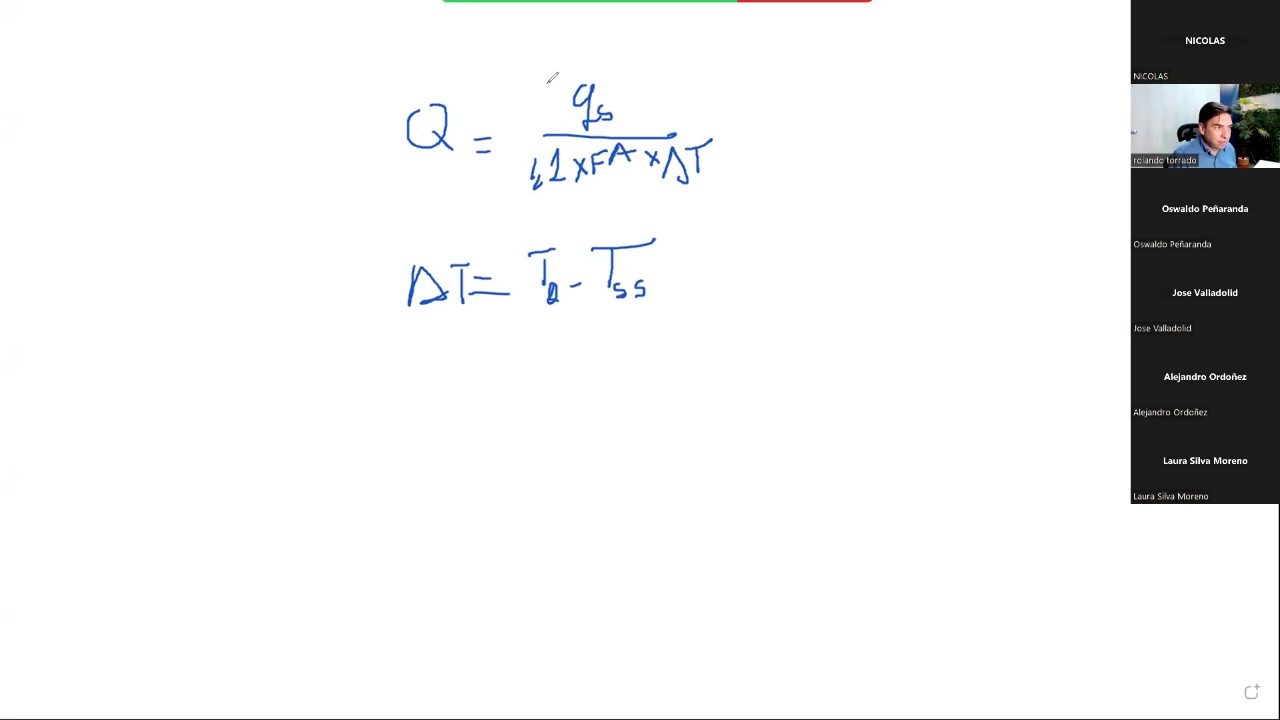 Q = qs / 1,1 x FA x ΔT
ΔT = Ta - Tss
NICOLAS
NICOLAS
rolando torrado
Oswaldo Peñaranda
Oswaldo Peñaranda
Jose Valladolid
Jose Valladolid
Alejandro Ordoñez
Alejandro Ordoñez
Laura Silva Moreno
Laura Silva Moreno